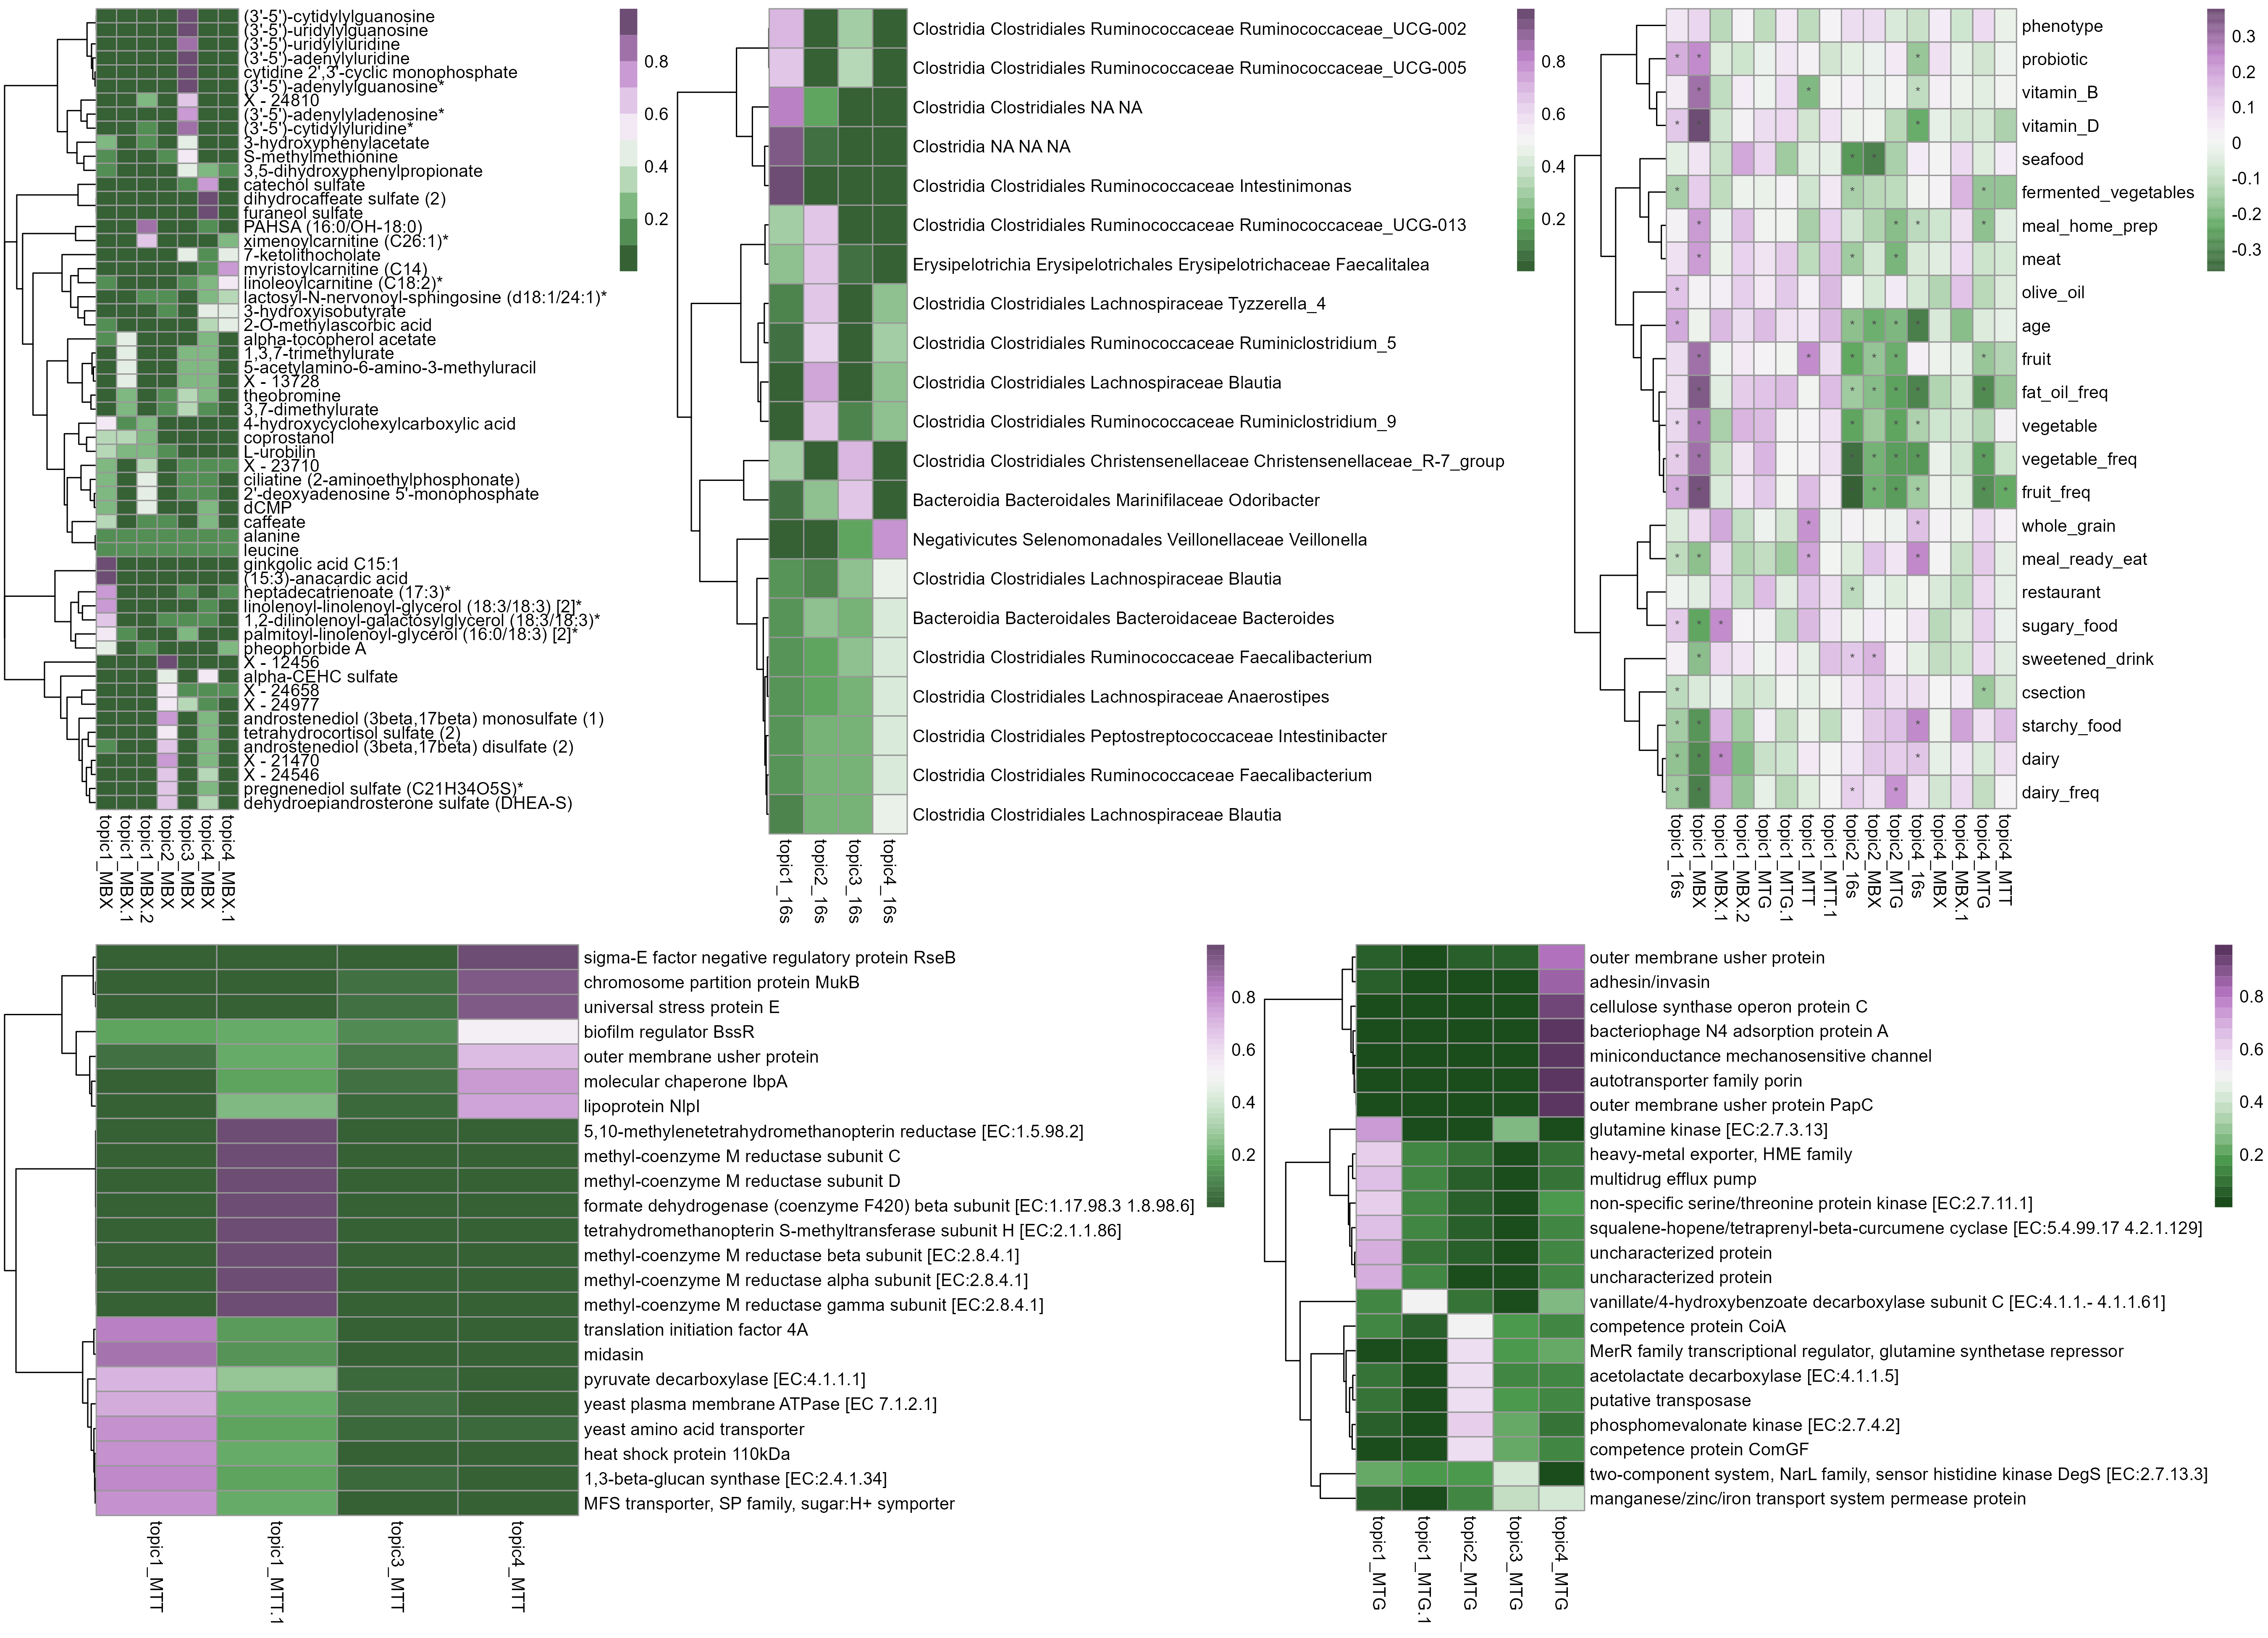 (3'-5')-cytidylylguanosine
(3'-5')-uridylylguanosine
(3'-5')-uridylyluridine
(3'-5')-adenylyluridine
cytidine 2',3'-cyclic monophosphate
(3'-5')-adenylylguanosine*
X - 24810
(3'-5')-adenylyladenosine*
(3'-5')-cytidylyluridine*
3-hydroxyphenylacetate
S-methylmethionine
3,5-dihydroxyphenylpropionate
catechol sulfate
dihydrocaffeate sulfate (2)
furaneol sulfate
PAHSA (16:0/OH-18:0)
ximenoylcarnitine (C26:1)*
7-ketolithocholate
myristoylcarnitine (C14)
linoleoylcarnitine (C18:2)*
lactosyl-N-nervonoyl-sphingosine (d18:1/24:1)*
3-hydroxyisobutyrate
2-O-methylascorbic acid
alpha-tocopherol acetate
1,3,7-trimethylurate
5-acetylamino-6-amino-3-methyluracil
X - 13728
theobromine
3,7-dimethylurate
4-hydroxycyclohexylcarboxylic acid
coprostanol
L-urobilin
X - 23710
ciliatine (2-aminoethylphosphonate)
2'-deoxyadenosine 5'-monophosphate
dCMP
caffeate
alanine
leucine
ginkgolic acid C15:1
(15:3)-anacardic acid
heptadecatrienoate (17:3)*
linolenoyl-linolenoyl-glycerol (18:3/18:3) [2]*
1,2-dilinolenoyl-galactosylglycerol (18:3/18:3)*
palmitoyl-linolenoyl-glycerol (16:0/18:3) [2]*
pheophorbide A
X - 12456
alpha-CEHC sulfate
X - 24658
X - 24977
androstenediol (3beta,17beta) monosulfate (1)
tetrahydrocortisol sulfate (2)
androstenediol (3beta,17beta) disulfate (2)
X - 21470
X - 24546
pregnenediol sulfate (C21H34O5S)*
dehydroepiandrosterone sulfate (DHEA-S)
topic1_MBX
topic1_MBX.1
topic1_MBX.2
topic2_MBX
topic3_MBX
topic4_MBX
topic4_MBX.1
0.8
0.6
0.4
0.2
Clostridia Clostridiales Ruminococcaceae Ruminococcaceae_UCG-002
Clostridia Clostridiales Ruminococcaceae Ruminococcaceae_UCG-005
Clostridia Clostridiales NA NA
Clostridia NA NA NA
Clostridia Clostridiales Ruminococcaceae Intestinimonas
Clostridia Clostridiales Ruminococcaceae Ruminococcaceae_UCG-013
Erysipelotrichia Erysipelotrichales Erysipelotrichaceae Faecalitalea
Clostridia Clostridiales Lachnospiraceae Tyzzerella_4
Clostridia Clostridiales Ruminococcaceae Ruminiclostridium_5
Clostridia Clostridiales Lachnospiraceae Blautia
Clostridia Clostridiales Ruminococcaceae Ruminiclostridium_9
Clostridia Clostridiales Christensenellaceae Christensenellaceae_R-7_group
Bacteroidia Bacteroidales Marinifilaceae Odoribacter
Negativicutes Selenomonadales Veillonellaceae Veillonella
Clostridia Clostridiales Lachnospiraceae Blautia
Bacteroidia Bacteroidales Bacteroidaceae Bacteroides
Clostridia Clostridiales Ruminococcaceae Faecalibacterium
Clostridia Clostridiales Lachnospiraceae Anaerostipes
Clostridia Clostridiales Peptostreptococcaceae Intestinibacter
Clostridia Clostridiales Ruminococcaceae Faecalibacterium
Clostridia Clostridiales Lachnospiraceae Blautia
topic1_16s
topic2_16s
topic3_16s
topic4_16s
0.8
0.6
0.4
0.2
phenotype
probiotic
vitamin_B
vitamin_D
seafood
fermented_vegetables
meal_home_prep
meat
olive_oil
age
fruit
fat_oil_freq
vegetable
vegetable_freq
fruit_freq
whole_grain
meal_ready_eat
restaurant
sugary_food
sweetened_drink
csection
starchy_food
dairy
dairy_freq
topic1_16s
topic1_MBX
topic1_MBX.1
topic1_MBX.2
topic1_MTG
topic1_MTG.1
topic1_MTT
topic1_MTT.1
topic2_16s
topic2_MBX
topic2_MTG
topic4_16s
topic4_MBX
topic4_MBX.1
topic4_MTG
topic4_MTT
0.3
0.2
0.1
0
-0.1
-0.2
-0.3
sigma-E factor negative regulatory protein RseB
chromosome partition protein MukB
universal stress protein E
biofilm regulator BssR
outer membrane usher protein
molecular chaperone IbpA
lipoprotein NlpI
5,10-methylenetetrahydromethanopterin reductase [EC:1.5.98.2]
methyl-coenzyme M reductase subunit C
methyl-coenzyme M reductase subunit D
formate dehydrogenase (coenzyme F420) beta subunit [EC:1.17.98.3 1.8.98.6]
tetrahydromethanopterin S-methyltransferase subunit H [EC:2.1.1.86]
methyl-coenzyme M reductase beta subunit [EC:2.8.4.1]
methyl-coenzyme M reductase alpha subunit [EC:2.8.4.1]
methyl-coenzyme M reductase gamma subunit [EC:2.8.4.1]
translation initiation factor 4A
midasin
pyruvate decarboxylase [EC:4.1.1.1]
yeast plasma membrane ATPase [EC 7.1.2.1]
yeast amino acid transporter
heat shock protein 110kDa
1,3-beta-glucan synthase [EC:2.4.1.34]
MFS transporter, SP family, sugar:H+ symporter
topic1_MTT
topic1_MTT.1
topic3_MTT
topic4_MTT
0.8
0.6
0.4
0.2
outer membrane usher protein
adhesin/invasin
cellulose synthase operon protein C
bacteriophage N4 adsorption protein A
miniconductance mechanosensitive channel
autotransporter family porin
outer membrane usher protein PapC
glutamine kinase [EC:2.7.3.13]
heavy-metal exporter, HME family
multidrug efflux pump
non-specific serine/threonine protein kinase [EC:2.7.11.1]
squalene-hopene/tetraprenyl-beta-curcumene cyclase [EC:5.4.99.17 4.2.1.129]
uncharacterized protein
uncharacterized protein
vanillate/4-hydroxybenzoate decarboxylase subunit C [EC:4.1.1.- 4.1.1.61]
competence protein CoiA
MerR family transcriptional regulator, glutamine synthetase repressor
acetolactate decarboxylase [EC:4.1.1.5]
putative transposase
phosphomevalonate kinase [EC:2.7.4.2]
competence protein ComGF
two-component system, NarL family, sensor histidine kinase DegS [EC:2.7.13.3]
manganese/zinc/iron transport system permease protein
topic1_MTG
topic1_MTG.1
topic2_MTG
topic3_MTG
topic4_MTG
0.8
0.6
0.4
0.2